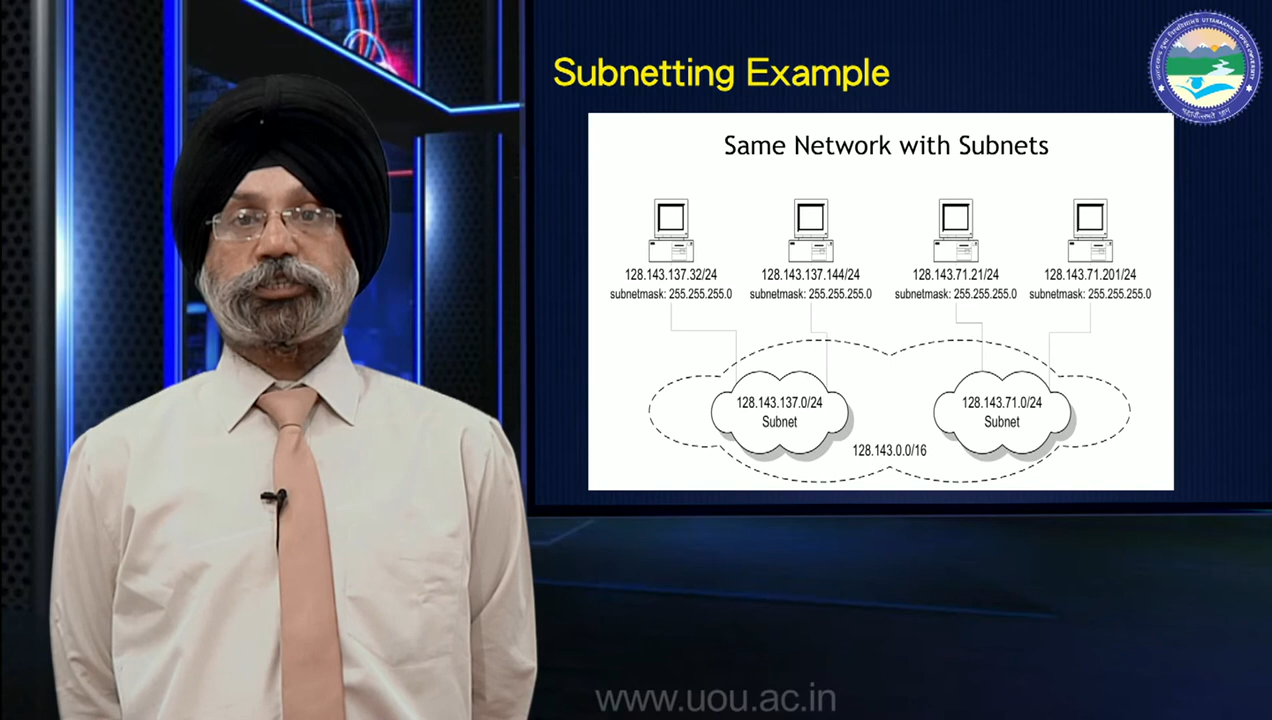 Subnetting Example
Same Network with Subnets
128.143.137.32/24
subnetmask: 255.255.255.0
128.143.137.144/24
subnetmask: 255.255.255.0
128.143.71.21/24
subnetmask: 255.255.255.0
128.143.71.201/24
subnetmask: 255.255.255.0
128.143.137.0/24
Subnet
128.143.71.0/24
Subnet
128.143.0.0/16
www.uou.ac.in